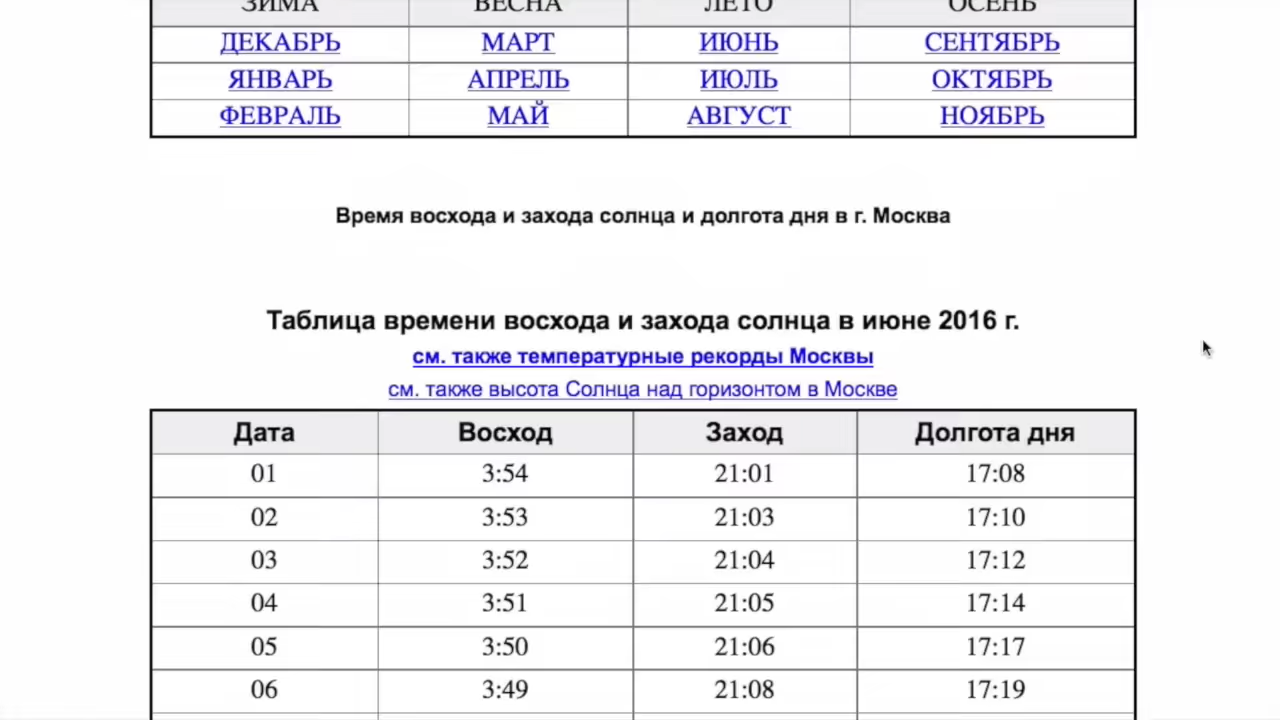 ЗИМА ВЕСНА ЛЕТО ОСЕНЬ
ДЕКАБРЬ МАРТ ИЮНЬ СЕНТЯБРЬ
ЯНВАРЬ АПРЕЛЬ ИЮЛЬ ОКТЯБРЬ
ФЕВРАЛЬ МАЙ АВГУСТ НОЯБРЬ
Время восхода и захода солнца и долгота дня в г. Москва
Таблица времени восхода и захода солнца в июне 2016 г.
см. также температурные рекорды Москвы
см. также высота Солнца над горизонтом в Москве
Дата Восход Заход Долгота дня
01 3:54 21:01 17:08
02 3:53 21:03 17:10
03 3:52 21:04 17:12
04 3:51 21:05 17:14
05 3:50 21:06 17:17
06 3:49 21:08 17:19